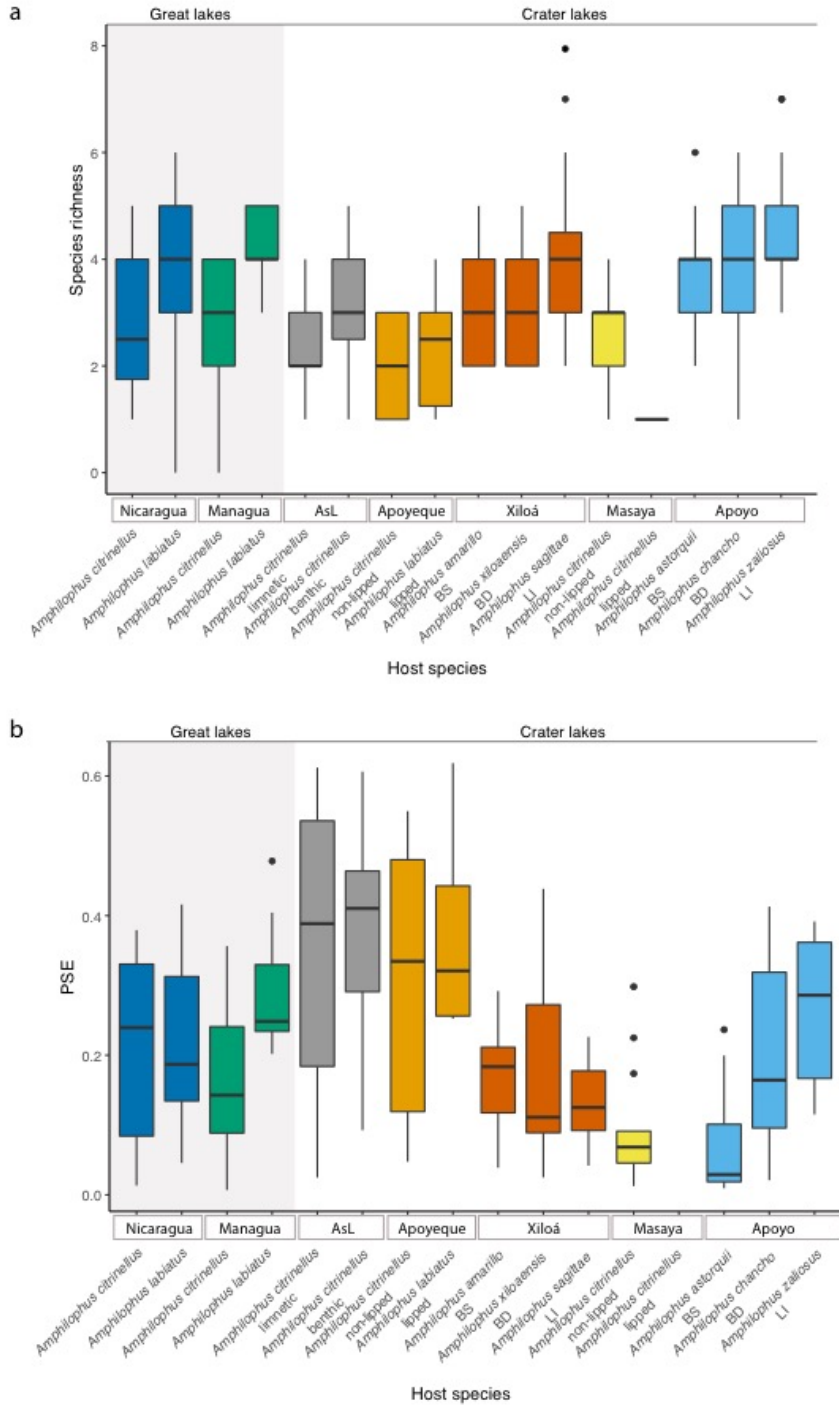 a
Great lakes
Crater lakes
Species richness
8
6
4
2
0
Nicaragua
Managua
AsL
Apoyeque
Xiloá
Masaya
Apoyo
Amphilophus citrinellus
Amphilophus labiatus
Amphilophus citrinellus
Amphilophus labiatus
Amphilophus citrinellus
limnetic
Amphilophus citrinellus
benthic
Amphilophus citrinellus
non-lipped
Amphilophus labiatus
lipped
Amphilophus amarillo
BS
Amphilophus xiloaensis
BD
Amphilophus sagittae
LI
Amphilophus citrinellus
non-lipped
Amphilophus citrinellus
lipped
Amphilophus astorquii
BS
Amphilophus chancho
BD
Amphilophus zaliosus
LI
Host species
b
Great lakes
Crater lakes
PSE
0.6
0.4
0.2
0.0
Nicaragua
Managua
AsL
Apoyeque
Xiloá
Masaya
Apoyo
Amphilophus citrinellus
Amphilophus labiatus
Amphilophus citrinellus
Amphilophus labiatus
Amphilophus citrinellus
limnetic
Amphilophus citrinellus
benthic
Amphilophus citrinellus
non-lipped
Amphilophus labiatus
lipped
Amphilophus amarillo
BS
Amphilophus xiloaensis
BD
Amphilophus sagittae
LI
Amphilophus citrinellus
non-lipped
Amphilophus citrinellus
lipped
Amphilophus astorquii
BS
Amphilophus chancho
BD
Amphilophus zaliosus
LI
Host species